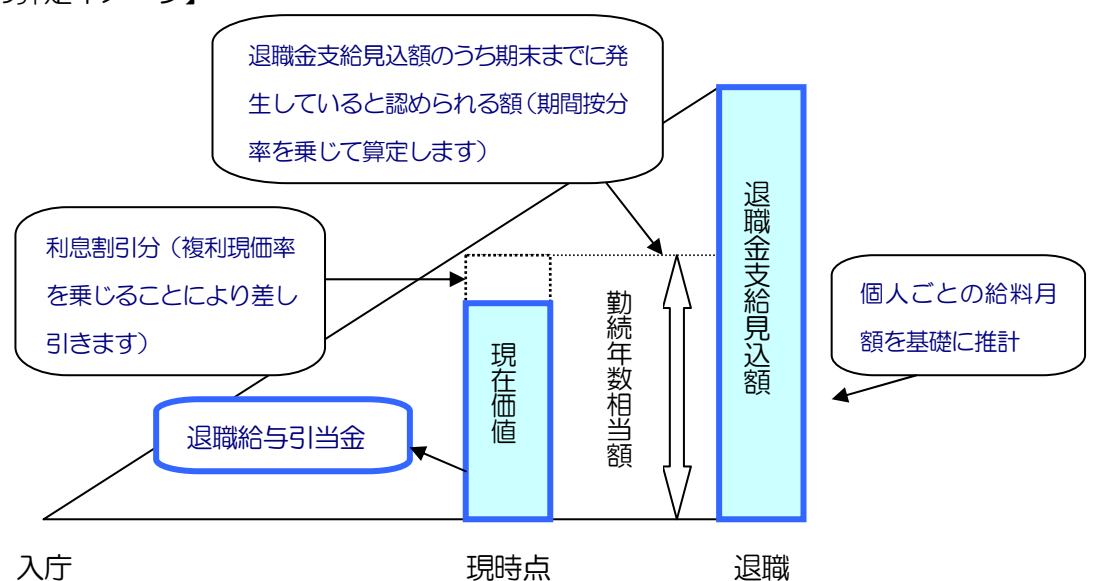 退職金支給見込額のうち期末までに発
生していると認められる額（期間按分
率を乗じて算定します）
利息割引分（複利現価率
を乗じることにより差し
引きます）
退職給与引当金
現在価値
勤続年数相当額
退職金支給見込額
個人ごとの給料月
額を基礎に推計
入庁
現時点
退職